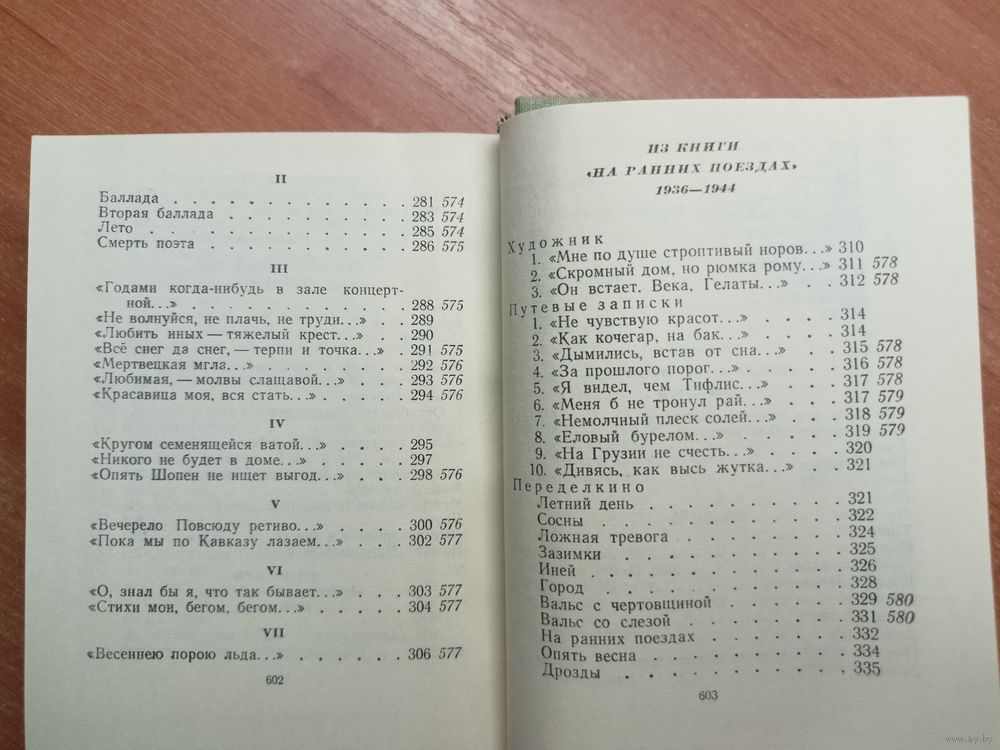 II
Баллада . . . . . . . . . . . . . 281 574
Вторая баллада . . . . . . . . . . 283 574
Лето . . . . . . . . . . . . . . 285 574
Смерть поэта . . . . . . . . . . . 286 575
III
«Годами когда-нибудь в зале концерт-
ной. . .» . . . . . . . . . . . . 288 575
«Не волнуйся, не плачь, не труди. . .» . . 289
«Любить иных — тяжелый крест. . .» . . 290
«Всё снег да снег, — терпи и точка. . .» . 291 575
«Мертвецкая мгла. . .» . . . . . . . 292 576
«Любимая, — молвы слащавой. . .» . . . 293 576
«Красавица моя, вся стать. . .» . . . . 294 576
IV
«Кругом семенящейся ватой. . .» . . . . 295
«Никого не будет в доме. . .» . . . . . 297
«Опять Шопен не ищет выгод. . .» . . . 298 576
V
«Вечерело Повсюду ретиво. . .» . . . . 300 576
«Пока мы по Кавказу лазаем. . .» . . . 302 577
VI
«О, знал бы я, что так бывает. . .» . . . 303 577
«Стихи мои, бегом, бегом. . .» . . . . 304 577
VII
«Весеннею порою льда. . .» . . . . . . 306 577
602
ИЗ КНИГИ
«НА РАННИХ ПОЕЗДАХ»
1936—1944
Художник
1. «Мне по душе строптивый норов. . .» 310
2. «Скромный дом, но рюмка рому. . .» 311 578
3. «Он встает. Века, Гелаты. . .» . . 312 578
Путевые записки
1. «Не чувствую красот. . .» . . . . 314
2. «Как кочегар, на бак. . .» . . . . 314
3. «Дымились, встав от сна. . .» . . . 315 578
4. «За прошлого порог. . .» . . . . 316 578
5. «Я видел, чем Тифлис. . .» . . . . 317 578
6. «Меня б не тронул рай. . .» . . . 317 579
7. «Немолчный плеск солей. . .» . . . 318 579
8. «Еловый бурелом. . .» . . . . . 319 579
9. «На Грузии не счесть. . .» . . . . 320
10. «Дивясь, как высь жутка. . .» . . . 321
Переделкино
Летний день . . . . . . . . . . 321
Сосны . . . . . . . . . . . . 322
Ложная тревога . . . . . . . . . 324
Зазимки . . . . . . . . . . . 325
Иней . . . . . . . . . . . . 326
Город . . . . . . . . . . . . 328
Вальс с чертовщиной . . . . . . 329 580
Вальс со слезой . . . . . . . . 331 580
На ранних поездах . . . . . . . 332
Опять весна . . . . . . . . . . 334
Дрозды . . . . . . . . . . . . 335
603
www.ay.by